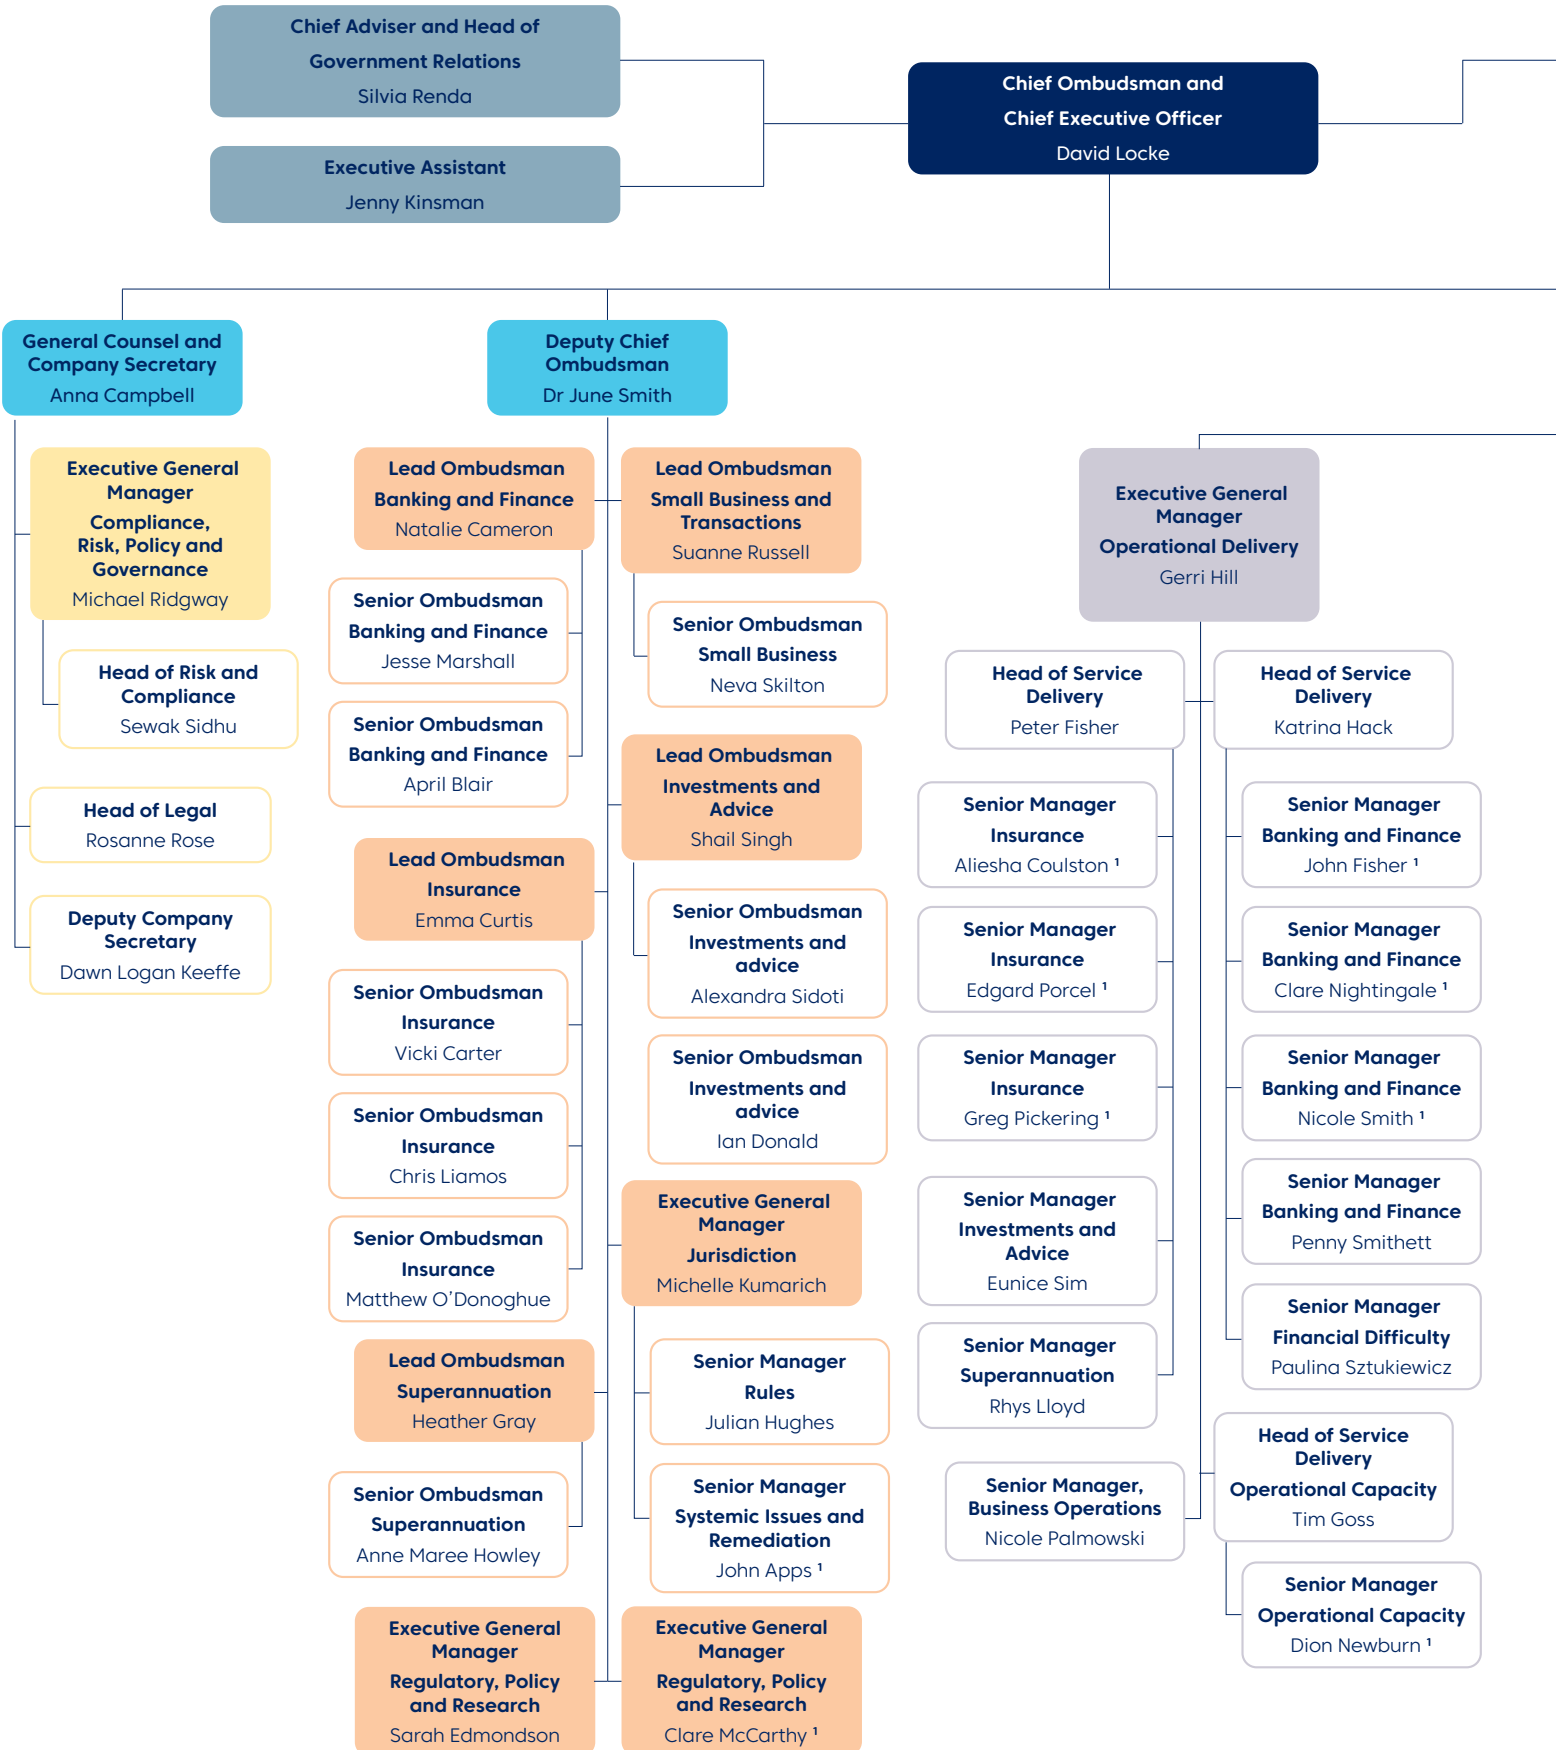 Chief Adviser and Head of
Government Relations
Silvia Renda
Executive Assistant
Jenny Kinsman
Chief Ombudsman and
Chief Executive Officer
David Locke
General Counsel and
Company Secretary
Anna Campbell
Executive General
Manager
Compliance,
Risk, Policy and
Governance
Michael Ridgway
Head of Risk and
Compliance
Sewak Sidhu
Head of Legal
Rosanne Rose
Deputy Company
Secretary
Dawn Logan Keeffe
Deputy Chief
Ombudsman
Dr June Smith
Lead Ombudsman
Banking and Finance
Natalie Cameron
Senior Ombudsman
Banking and Finance
Jesse Marshall
Senior Ombudsman
Banking and Finance
April Blair
Lead Ombudsman
Insurance
Emma Curtis
Senior Ombudsman
Insurance
Vicki Carter
Senior Ombudsman
Insurance
Chris Liamos
Senior Ombudsman
Insurance
Matthew O'Donoghue
Lead Ombudsman
Superannuation
Heather Gray
Senior Ombudsman
Superannuation
Anne Maree Howley
Executive General
Manager
Regulatory, Policy
and Research
Sarah Edmondson
Lead Ombudsman
Small Business and
Transactions
Suanne Russell
Senior Ombudsman
Small Business
Neva Skilton
Lead Ombudsman
Investments and
Advice
Shail Singh
Senior Ombudsman
Investments and
advice
Alexandra Sidoti
Senior Ombudsman
Investments and
advice
Ian Donald
Executive General
Manager
Jurisdiction
Michelle Kumarich
Senior Manager
Rules
Julian Hughes
Senior Manager
Systemic Issues and
Remediation
John Apps ¹
Executive General
Manager
Regulatory, Policy
and Research
Clare McCarthy ¹
Executive General
Manager
Operational Delivery
Gerri Hill
Head of Service
Delivery
Peter Fisher
Senior Manager
Insurance
Aliesha Coulston ¹
Senior Manager
Insurance
Edgard Porcel ¹
Senior Manager
Insurance
Greg Pickering ¹
Senior Manager
Investments and
Advice
Eunice Sim
Senior Manager
Superannuation
Rhys Lloyd
Senior Manager,
Business Operations
Nicole Palmowski
Head of Service
Delivery
Katrina Hack
Senior Manager
Banking and Finance
John Fisher ¹
Senior Manager
Banking and Finance
Clare Nightingale ¹
Senior Manager
Banking and Finance
Nicole Smith ¹
Senior Manager
Banking and Finance
Penny Smithett
Senior Manager
Financial Difficulty
Paulina Sztukiewicz
Head of Service
Delivery
Operational Capacity
Tim Goss
Senior Manager
Operational Capacity
Dion Newburn ¹